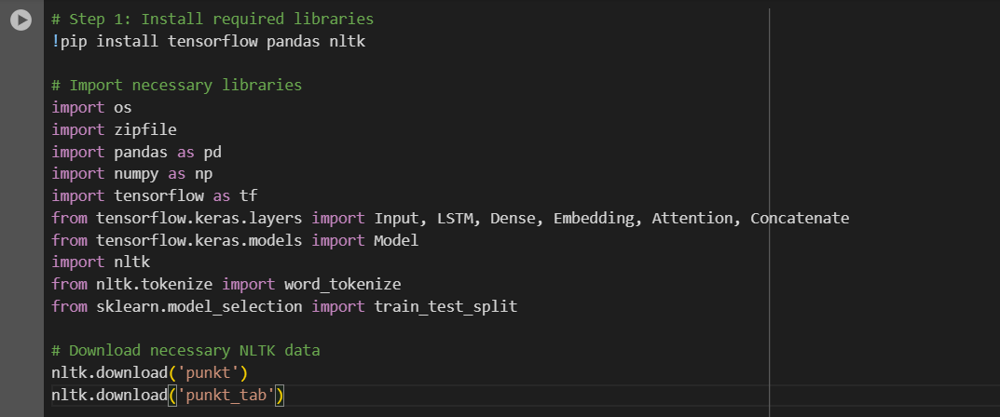 # Step 1: Install required libraries
!pip install tensorflow pandas nltk
# Import necessary libraries
import os
import zipfile
import pandas as pd
import numpy as np
import tensorflow as tf
from tensorflow.keras.layers import Input, LSTM, Dense, Embedding, Attention, Concatenate
from tensorflow.keras.models import Model
import nltk
from nltk.tokenize import word_tokenize
from sklearn.model_selection import train_test_split
# Download necessary NLTK data
nltk.download('punkt')
nltk.download('punkt_tab')